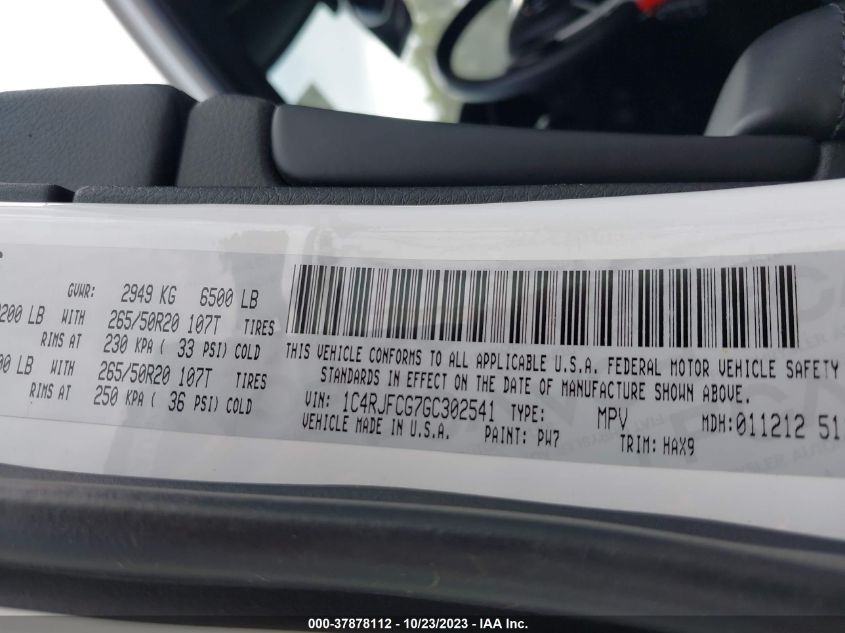 GVWR: 2949 KG 6500 LB
200 LB WITH 265/50R20 107T TIRES
RIMS AT 230 KPA ( 33 PSI) COLD
00 LB WITH 265/50R20 107T TIRES
RIMS AT 250 KPA ( 36 PSI) COLD
THIS VEHICLE CONFORMS TO ALL APPLICABLE U.S.A. FEDERAL MOTOR VEHICLE SAFETY
STANDARDS IN EFFECT ON THE DATE OF MANUFACTURE SHOWN ABOVE.
VIN: 1C4RJFCG7GC302541 TYPE: MPV MDH:011212 51
VEHICLE MADE IN U.S.A. PAINT: PW7 TRIM: HAX9
000-37878112 - 10/23/2023 - IAA Inc.